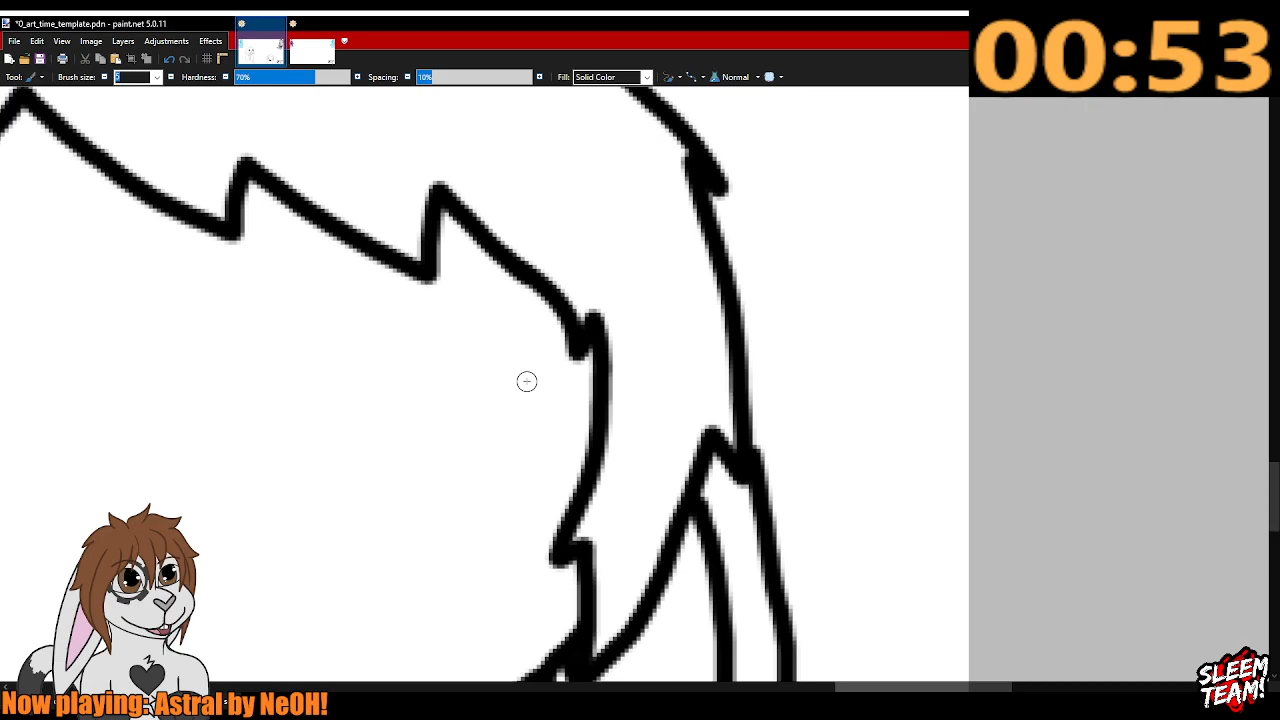 *0_art_time_template.pdn - paint.net 5.0.11
00:53
File Edit View Image Layers Adjustments Effects
Tool: Brush size: 5 Hardness: 70% Spacing: 10% Fill: Solid Color Normal
SLEEM
TEAM!
Now playing: Astral by NeOH!